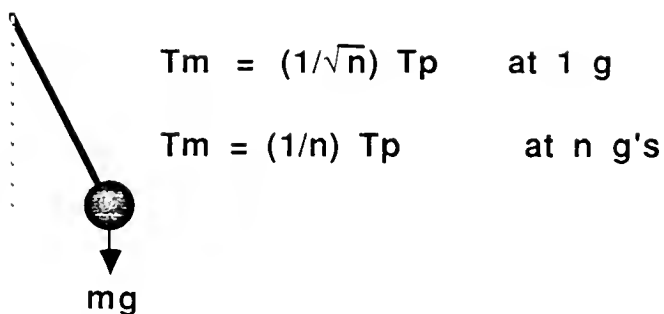 Tm = (1/√n) Tp at 1 g
Tm = (1/n) Tp at n g's
mg